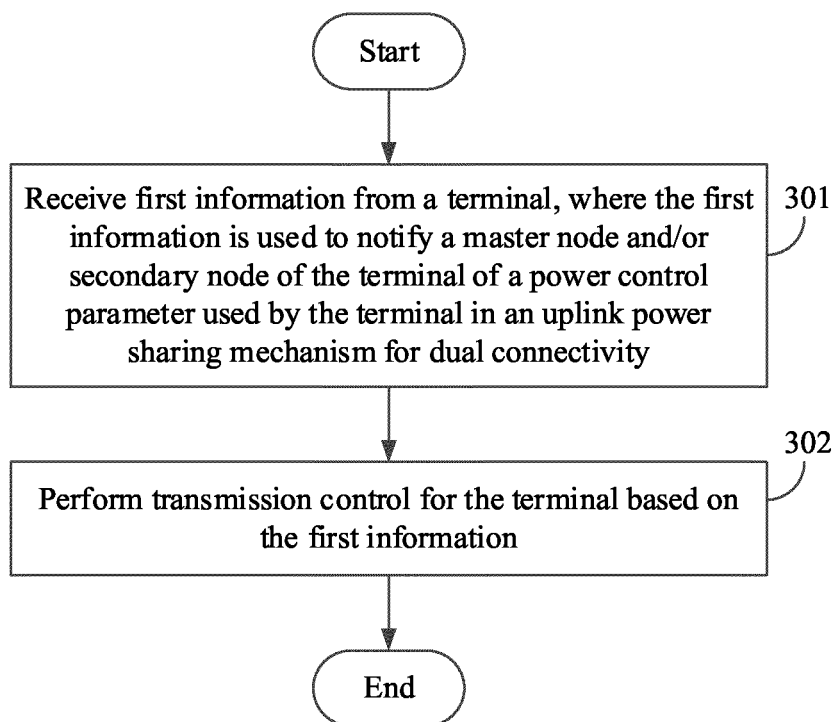 Start
Receive first information from a terminal, where the first
information is used to notify a master node and/or
secondary node of the terminal of a power control
parameter used by the terminal in an uplink power
sharing mechanism for dual connectivity
301
302
Perform transmission control for the terminal based on
the first information
End